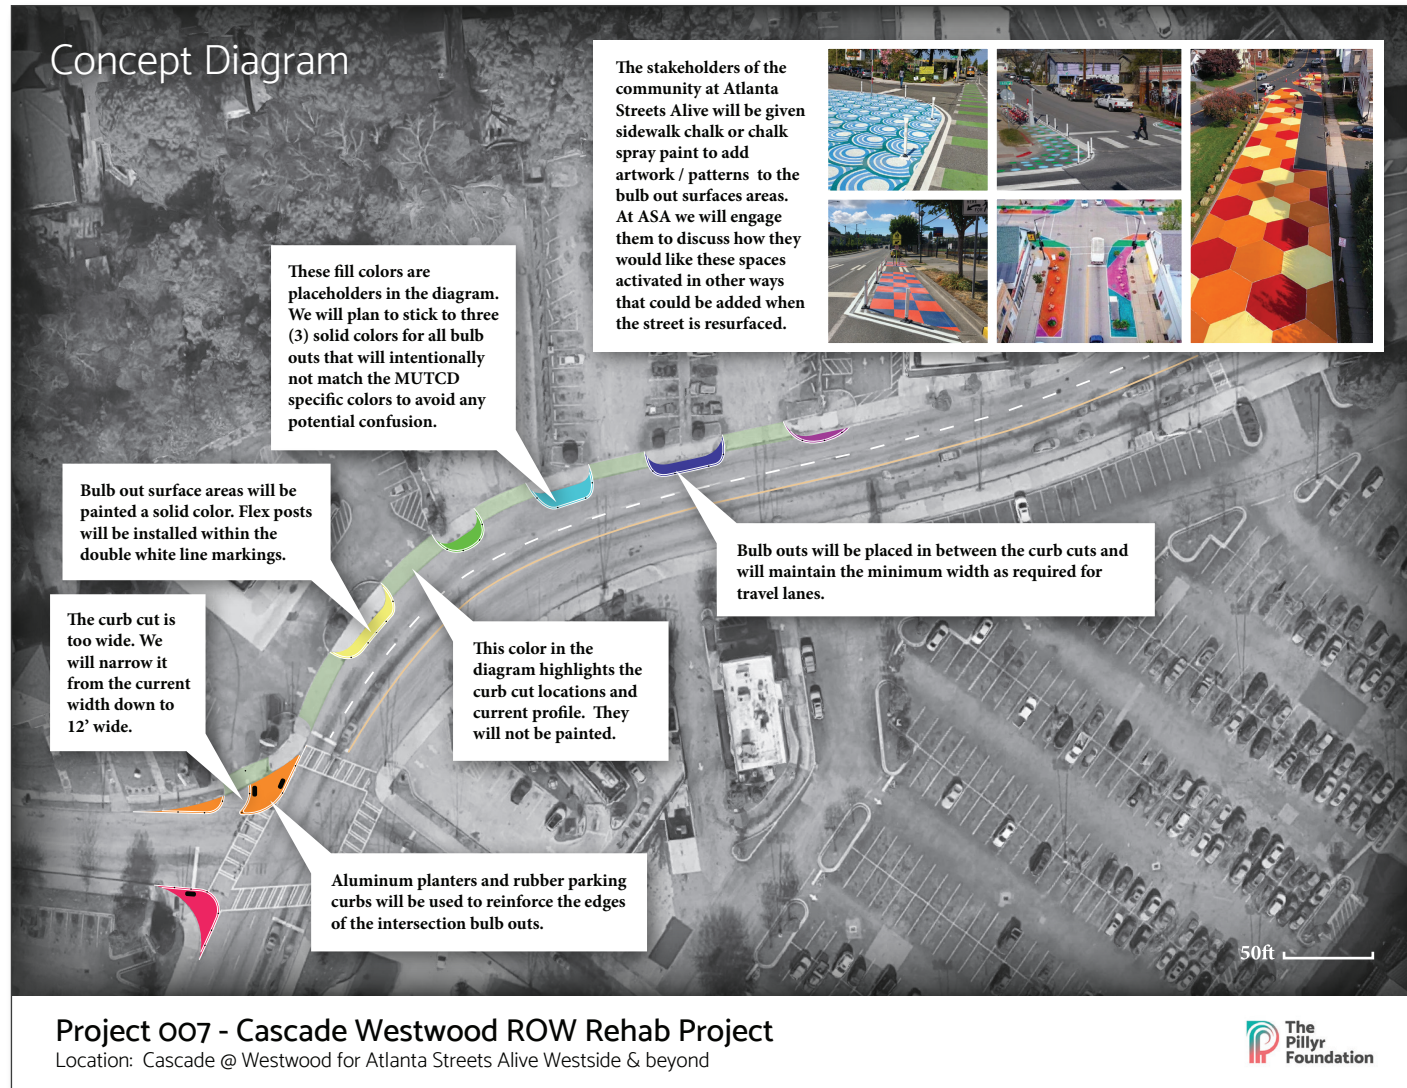 Concept Diagram
The stakeholders of the
community at Atlanta
Streets Alive will be given
sidewalk chalk or chalk
spray paint to add
artwork / patterns  to the
bulb out surfaces areas.
At ASA we will engage
them to discuss how they
would like these spaces
activated in other ways
that could be added when
the street is resurfaced.
These fill colors are
placeholders in the diagram.
We will plan to stick to three
(3) solid colors for all bulb
outs that will intentionally
not match the MUTCD
specific colors to avoid any
potential confusion.
Bulb out surface areas will be
painted a solid color. Flex posts
will be installed within the
double white line markings.
Bulb outs will be placed in between the curb cuts and
will maintain the minimum width as required for
travel lanes.
The curb cut is
too wide. We
will narrow it
from the current
width down to
12’ wide.
This color in the
diagram highlights the
curb cut locations and
current profile.  They
will not be painted.
Aluminum planters and rubber parking
curbs will be used to reinforce the edges
of the intersection bulb outs.
50ft
Project 007 - Cascade Westwood ROW Rehab Project
Location:  Cascade @ Westwood for Atlanta Streets Alive Westside & beyond
The
Pillyr
Foundation